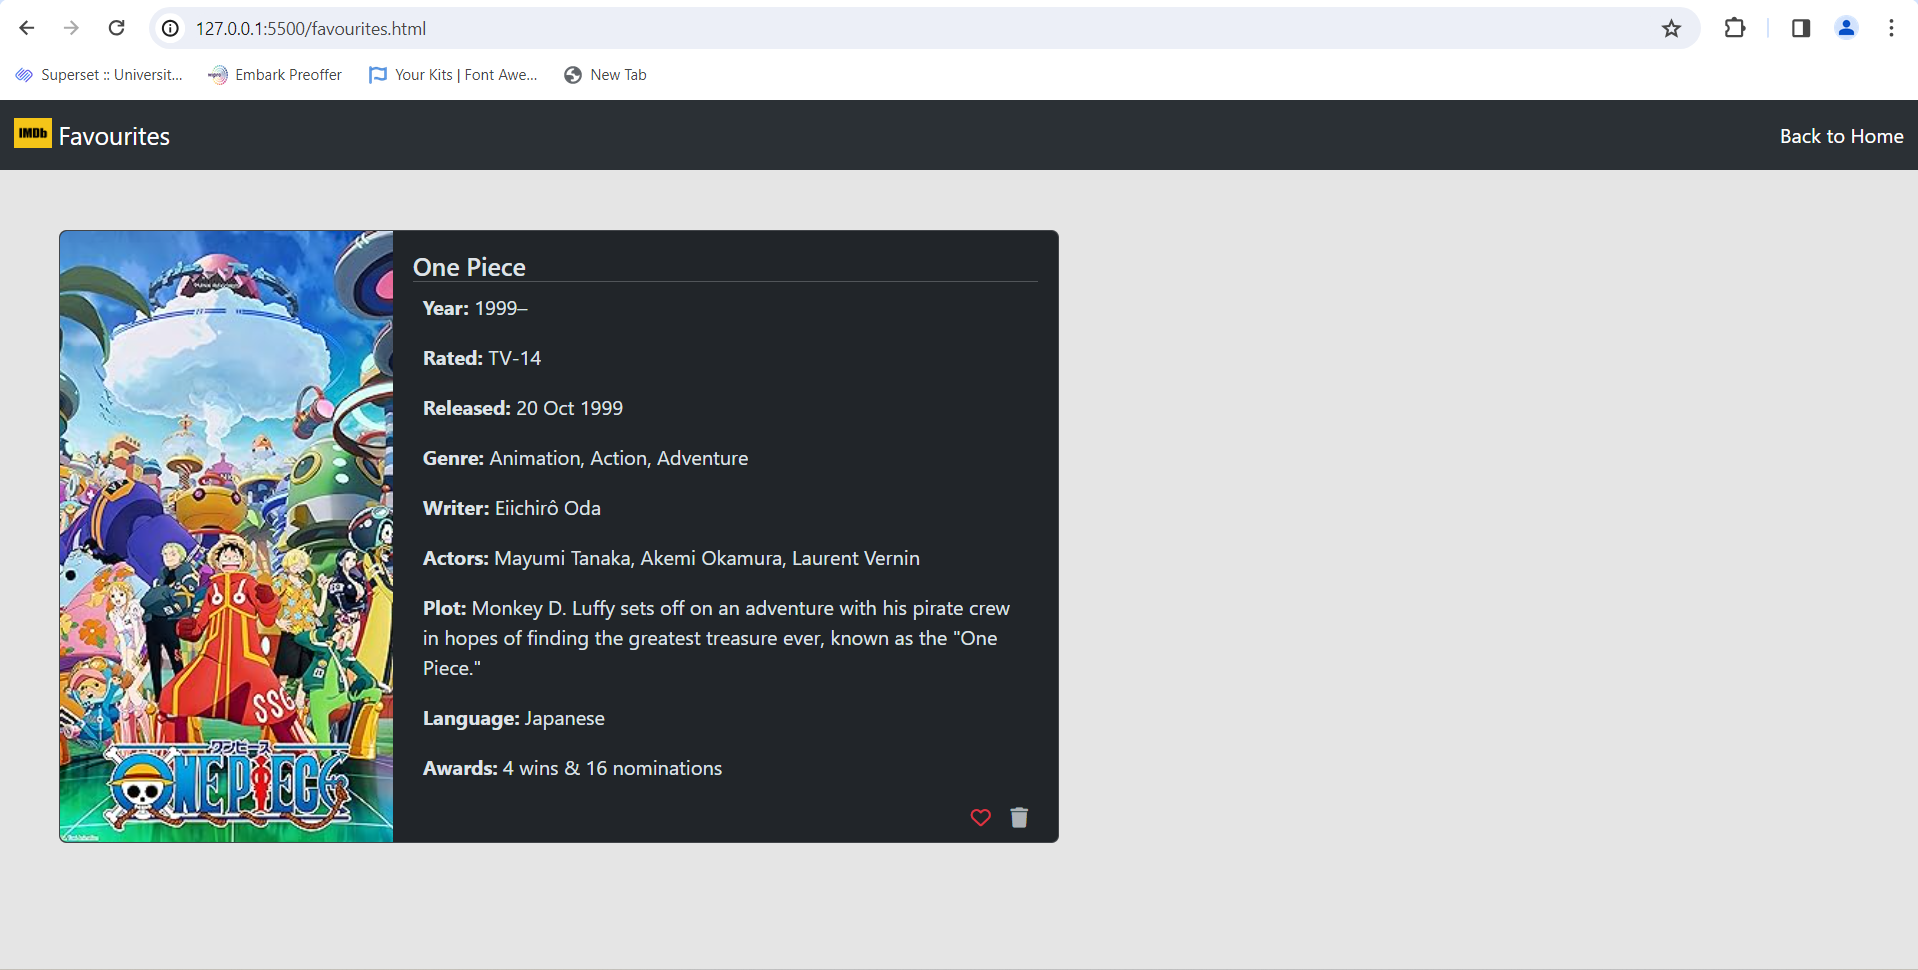 127.0.0.1:5500/favourites.html
Superset :: Universit...
Embark Preoffer
Your Kits | Font Awe...
New Tab
IMDb Favourites
Back to Home
One Piece
Year: 1999–
Rated: TV-14
Released: 20 Oct 1999
Genre: Animation, Action, Adventure
Writer: Eiichirô Oda
Actors: Mayumi Tanaka, Akemi Okamura, Laurent Vernin
Plot: Monkey D. Luffy sets off on an adventure with his pirate crew
in hopes of finding the greatest treasure ever, known as the "One
Piece."
Language: Japanese
Awards: 4 wins & 16 nominations
SSG
ワンピース
ONE PIECE